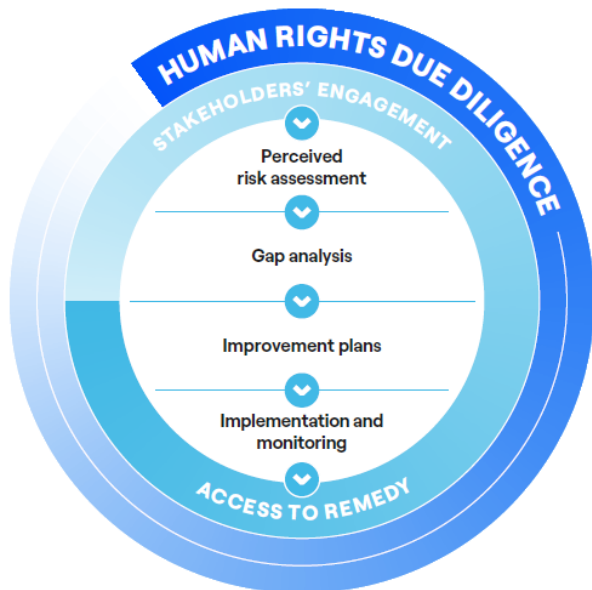 HUMAN RIGHTS DUE DILIGENCE
STAKEHOLDERS' ENGAGEMENT
Perceived
risk assessment
Gap analysis
Improvement plans
Implementation and
monitoring
ACCESS TO REMEDY